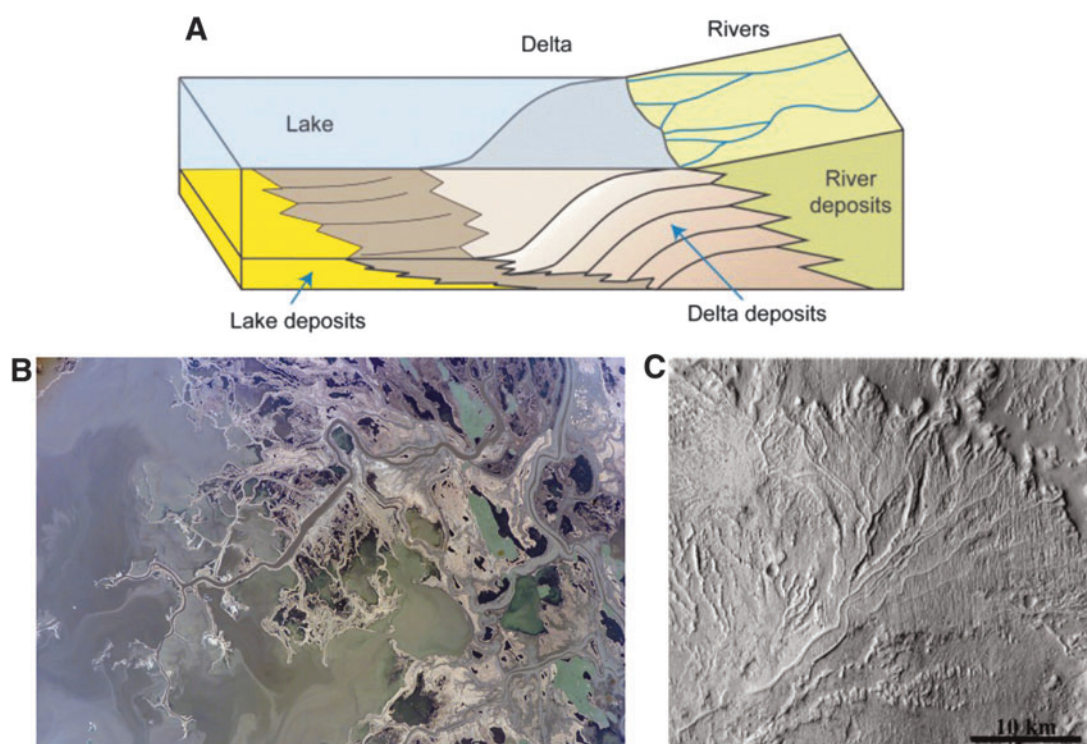 A
Delta
Rivers
Lake
River
deposits
Lake deposits
Delta deposits
B
C
10 km